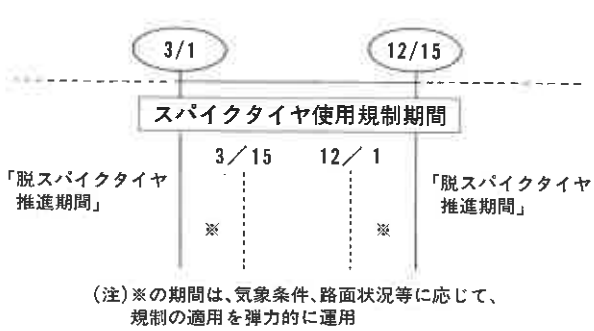 3/1
12/15
スパイクタイヤ使用規制期間
3/15
12/1
「脱スパイクタイヤ
推進期間」
「脱スパイクタイヤ
推進期間」
※
※
(注)※の期間は、気象条件、路面状況等に応じて、
規制の適用を弾力的に運用